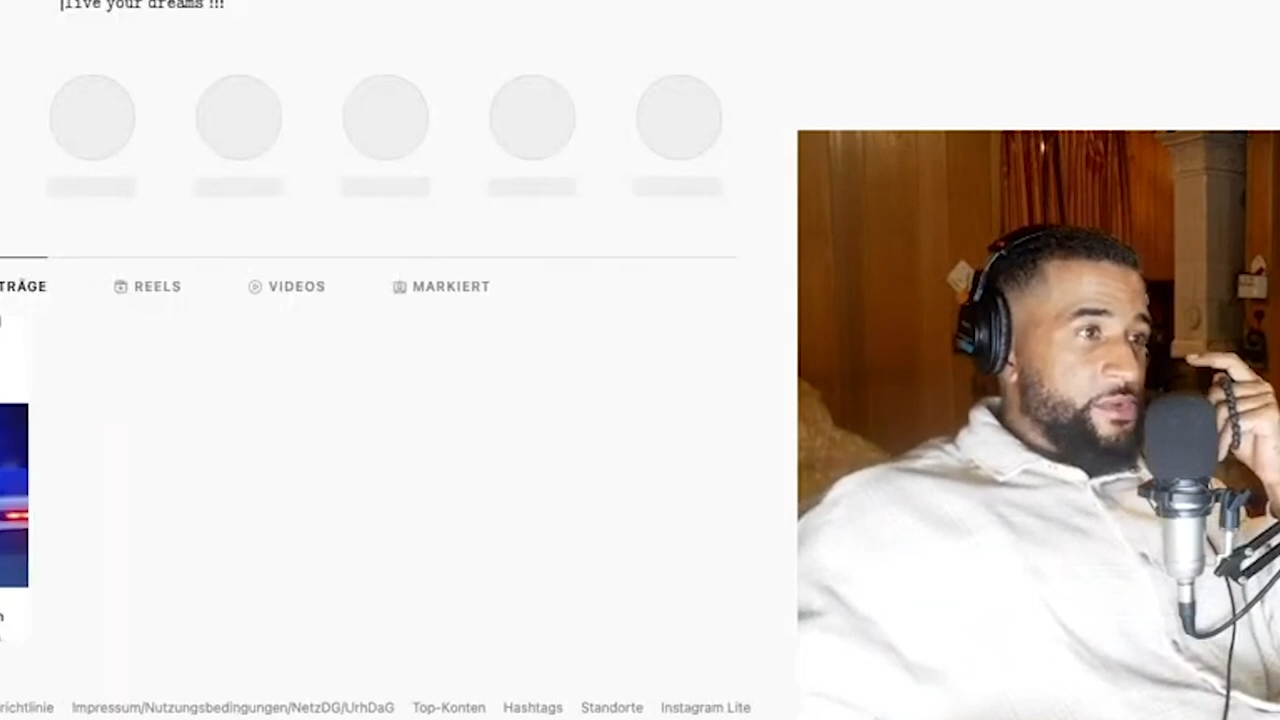 live your dreams !!!
TRÄGE REELS VIDEOS MARKIERT
richtlinie Impressum/Nutzungsbedingungen/NetzDG/UrhDaG Top-Konten Hashtags Standorte Instagram Lite